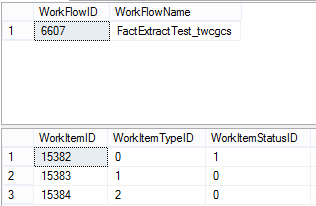 WorkFlowID WorkFlowName
1 6607 FactExtractTest_twcgcs
WorkItemID WorkItemTypeID WorkItemStatusID
1 15382 0 1
2 15383 1 0
3 15384 2 0